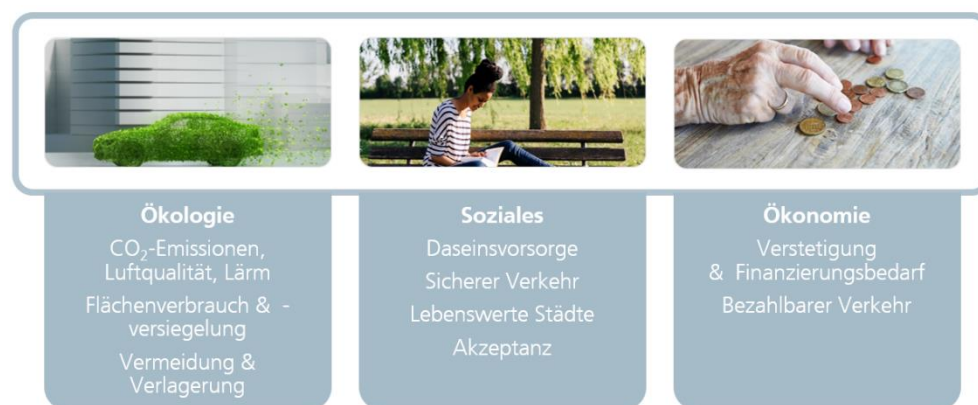 Ökologie
CO₂-Emissionen,
Luftqualität, Lärm
Flächenverbrauch & -
versiegelung
Vermeidung &
Verlagerung
Soziales
Daseinsvorsorge
Sicherer Verkehr
Lebenswerte Städte
Akzeptanz
Ökonomie
Verstetigung
& Finanzierungsbedarf
Bezahlbarer Verkehr